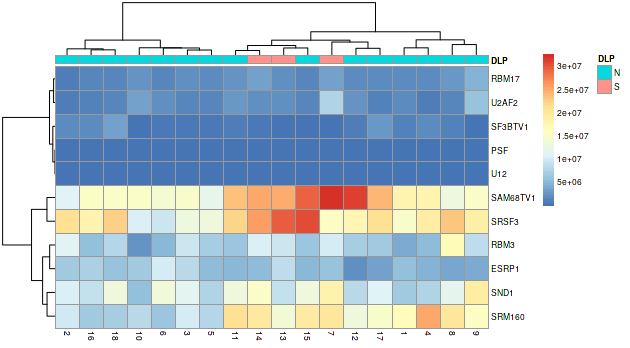 DLP
DLP
N
S
3e+07
2.5e+07
2e+07
1.5e+07
1e+07
5e+06
RBM17
U2AF2
SF3BTV1
PSF
U12
SAM68TV1
SRSF3
RBM3
ESRP1
SND1
SRM160
2 16 18 10 6 3 5 11 14 13 15 7 12 17 1 4 8 9